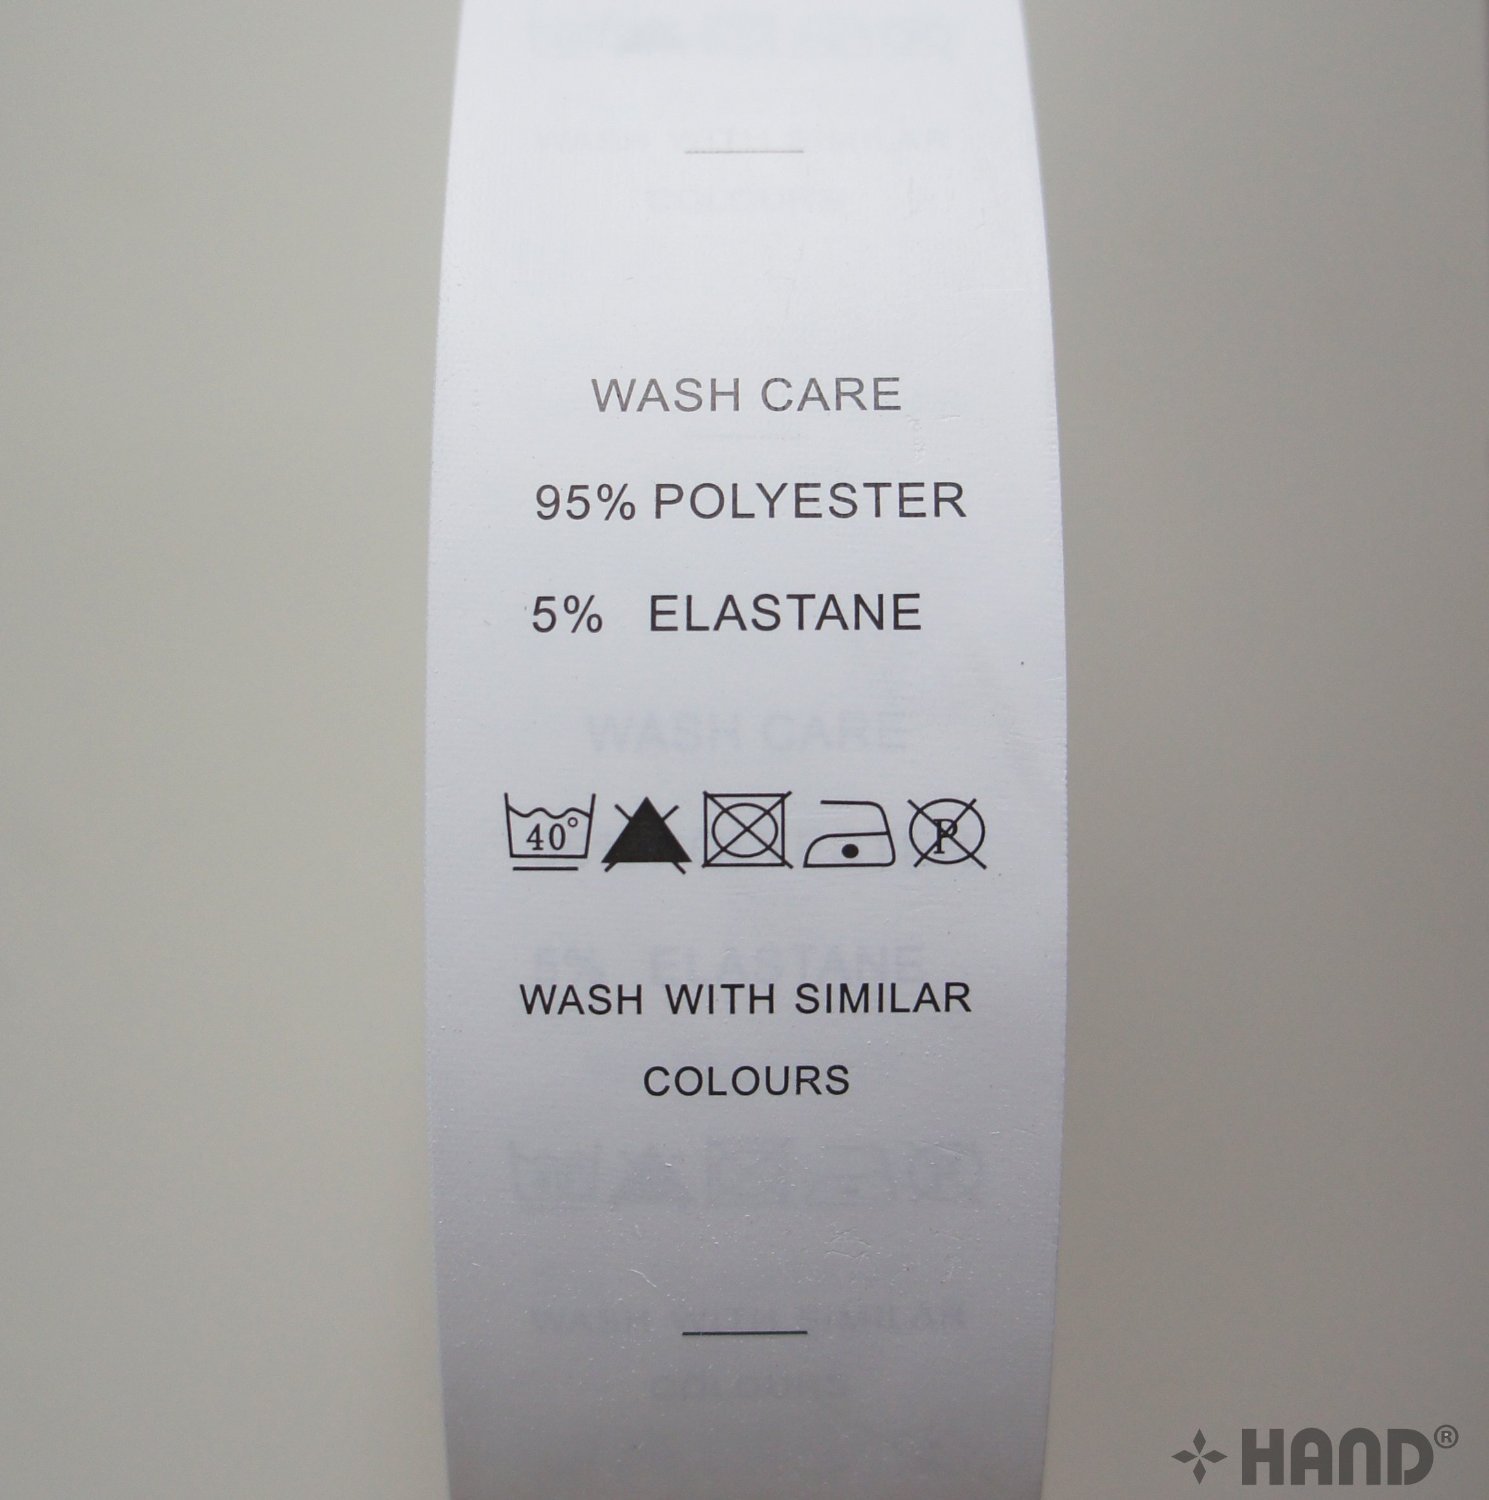 WASH CARE
95% POLYESTER
5% ELASTANE
40°
P
WASH WITH SIMILAR
COLOURS
HAND®